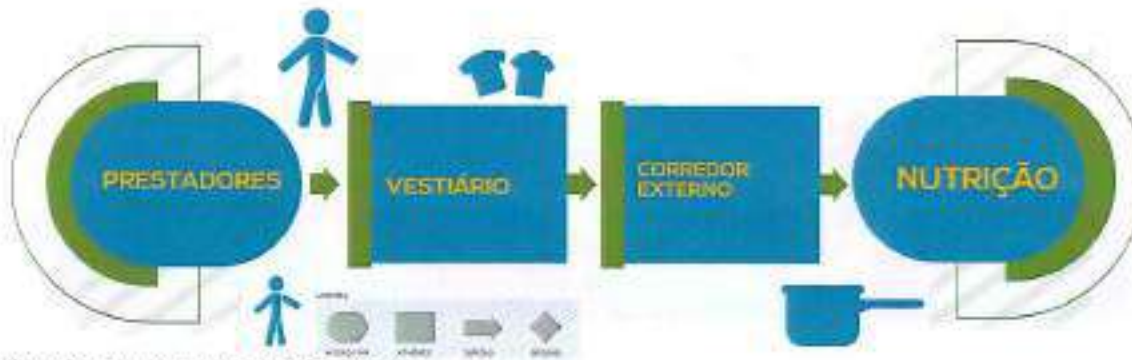 PRESTADORES
VESTIÁRIO
CORREDOR
EXTERNO
NUTRIÇÃO